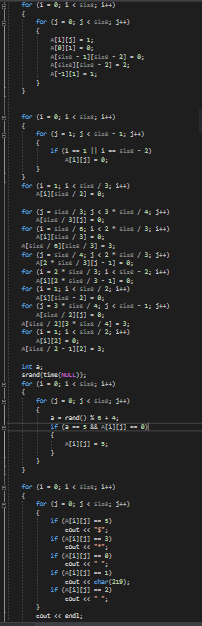 for (i = 0; i < size; i++)
{
for (j = 0; j < size; j++)
{
A[i][j] = 1;
A[0][1] = 0;
A[size - 1][size - 2] = 0;
A[size - 1][size - 2] = 2;
A[-1][1] = 1;
}
}
for (i = 0; i < size; i++)
{
for (j = 1; j < size - 1; j++)
{
if (i == 1 || i == size - 2)
A[i][j] = 0;
}
}
for (i = 1; i < size / 3; i++)
A[i][size / 2] = 0;
for (j = size / 3; j < 3 * size / 4; j++)
A[size / 3][j] = 0;
for (i = size / 6; i < 2 * size / 3; i++)
A[i][size / 3] = 0;
A[size / 6][size / 3] = 3;
for (j = size / 4; j < 2 * size / 3; j++)
A[2 * size / 3][j - 1] = 0;
for (i = 2 * size / 3; i < size - 2; i++)
A[i][2 * size / 3 - 1] = 0;
for (i = 1; i < size / 2; i++)
A[i][size - 2] = 0;
for (j = 3 * size / 4; j < size - 1; j++)
A[size / 2][j] = 0;
A[size / 2][3 * size / 4] = 3;
for (i = 1; i < size / 2; i++)
A[i][2] = 0;
A[size / 2 - 1][2] = 3;
int a;
srand(time(NULL));
for (i = 0; i < size; i++)
{
for (j = 0; j < size; j++)
{
a = rand() % 6 + 4;
if (a == 5 && A[i][j] == 0)
{
A[i][j] = 5;
}
}
}
for (i = 0; i < size; i++)
{
for (j = 0; j < size; j++)
{
if (A[i][j] == 5)
cout << "$";
if (A[i][j] == 3)
cout << "*";
if (A[i][j] == 0)
cout << " ";
if (A[i][j] == 1)
cout << char(219);
if (A[i][j] == 2)
cout << " ";
}
cout << endl;